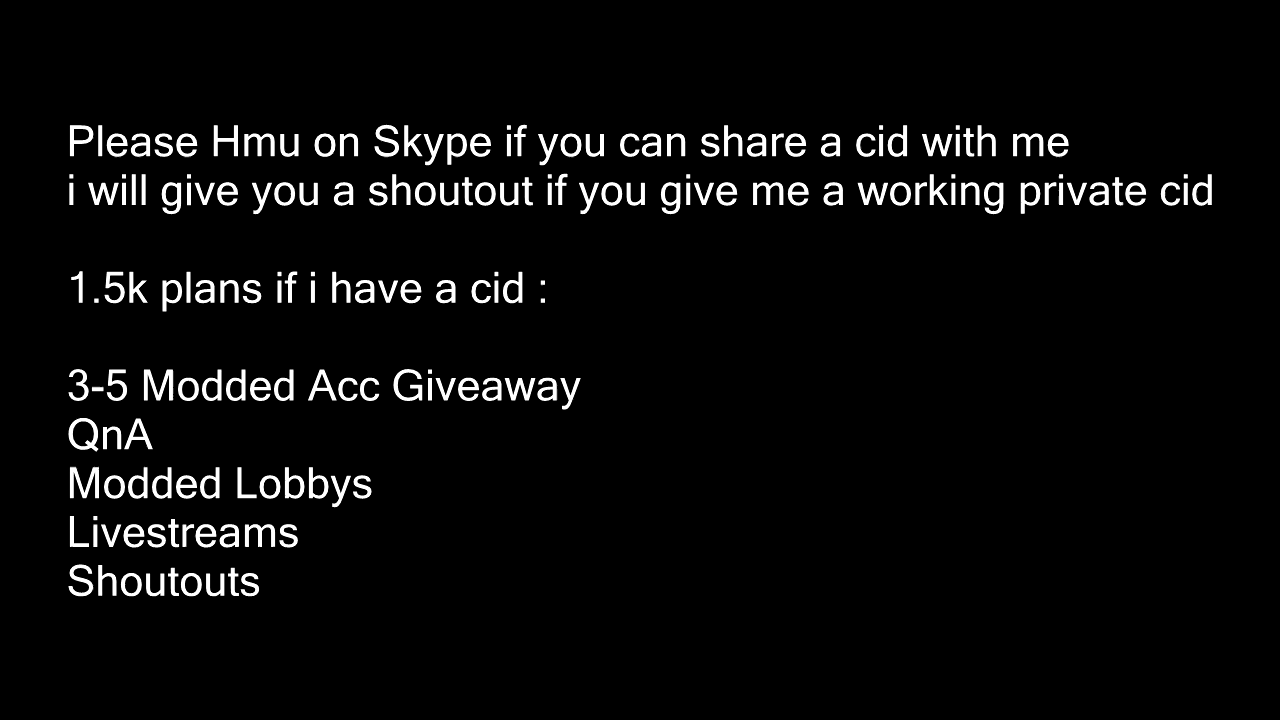 Please Hmu on Skype if you can share a cid with me
i will give you a shoutout if you give me a working private cid
1.5k plans if i have a cid :
3-5 Modded Acc Giveaway
QnA
Modded Lobbys
Livestreams
Shoutouts